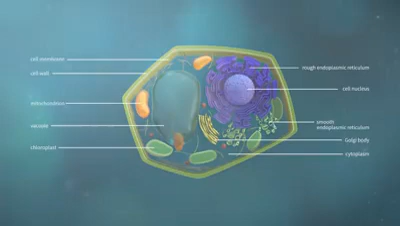 cell membrane
cell wall
mitochondrion
vacuole
chloroplast
rough endoplasmic reticulum
cell nucleus
smooth
endoplasmic reticulum
Golgi body
cytoplasm